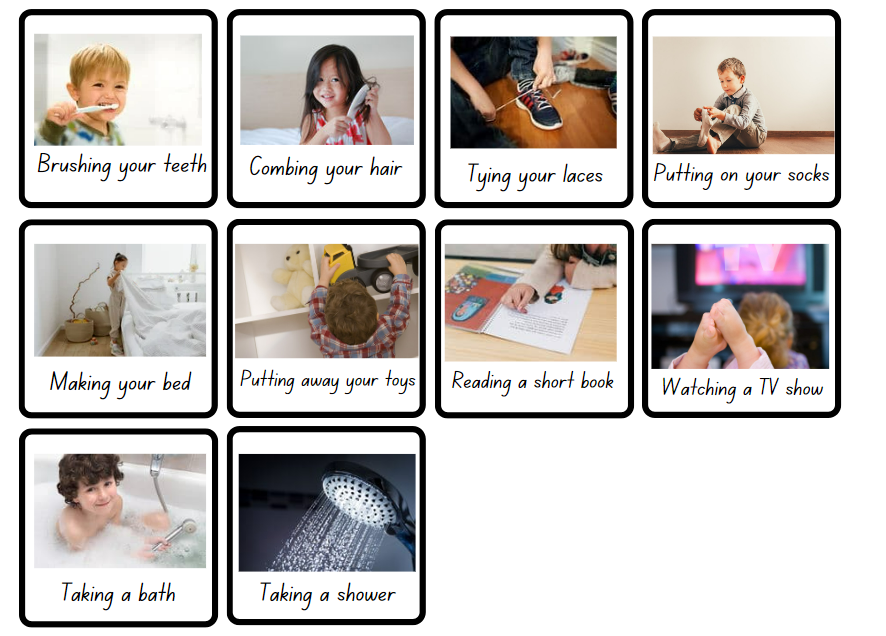 Brushing your teeth
Combing your hair
Tying your laces
Putting on your socks
Making your bed
Putting away your toys
Reading a short book
Watching a TV show
Taking a bath
Taking a shower